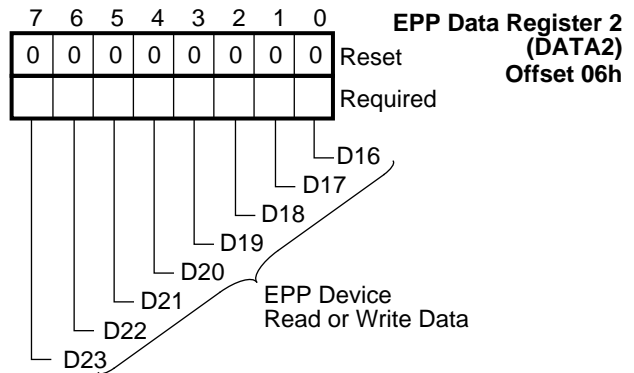 7 6 5 4 3 2 1 0
EPP Data Register 2
(DATA2)
Offset 06h
0 0 0 0 0 0 0 0 Reset
Required
D16
D17
D18
D19
D20
D21
D22
D23
EPP Device
Read or Write Data